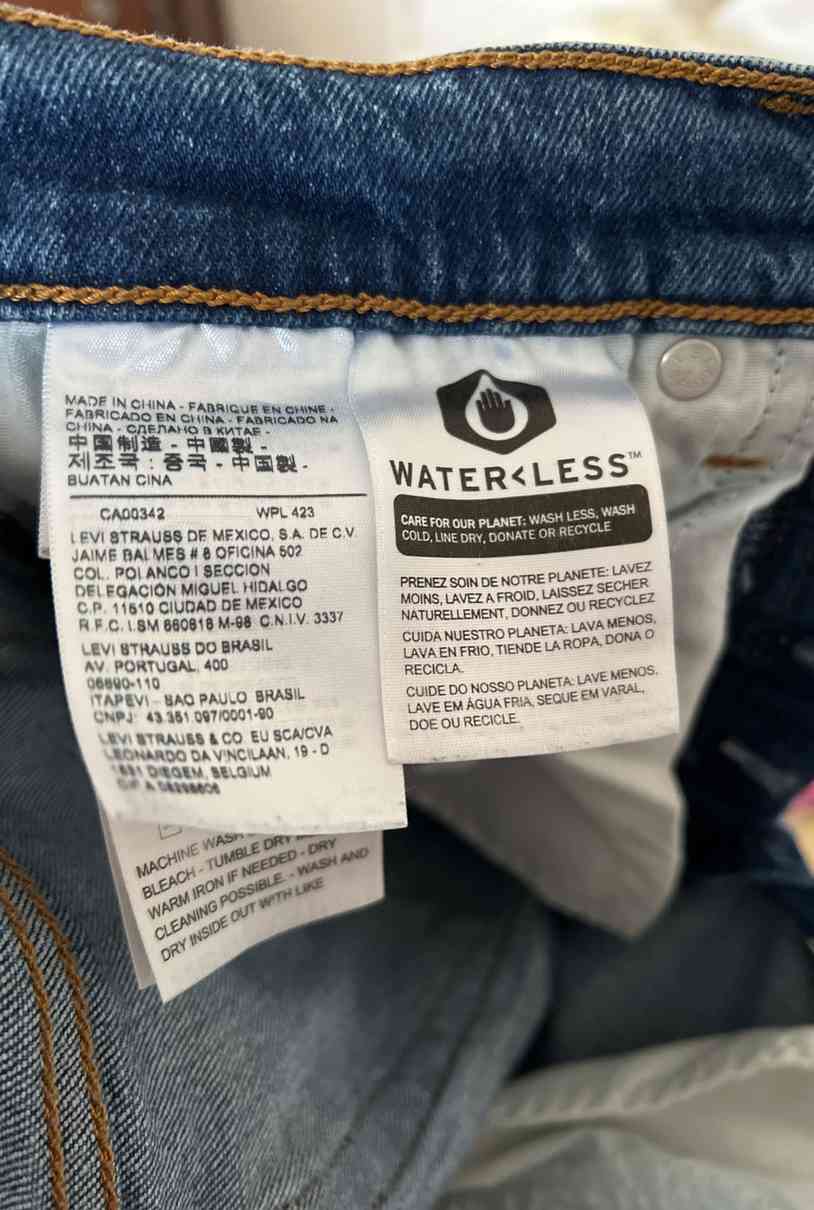 MADE IN CHINA - FABRIQUE EN CHINE -
FABRICADO EN CHINA - FABRICADO NA
CHINA - СДЕЛАНО В КИТАЕ -
中国制造 - 中國製 -
제조국 : 중국 - 中国製 -
BUATAN CINA
CA00342 WPL 423
LEVI STRAUSS DE MEXICO, S.A. DE C.V.
JAIME BALMES # 8 OFICINA 502
COL. POLANCO I SECCION
DELEGACIÓN MIGUEL HIDALGO
C.P. 11510 CIUDAD DE MEXICO
R.F.C. LSM 660818 M-98 C.N.I.V. 3337
LEVI STRAUSS DO BRASIL
AV. PORTUGAL, 400
06690-110
ITAPEVI - SAO PAULO BRASIL
CNPJ: 43.351.097/0001-90
LEVI STRAUSS & CO. EU SCA/CVA
LEONARDO DA VINCILAAN, 19 - D
1831 DIEGEM, BELGIUM
MACHINE WASH
BLEACH - TUMBLE DRY
WARM IRON IF NEEDED - DRY
CLEANING POSSIBLE. - WASH AND
DRY INSIDE OUT WITH LIKE
WATER<LESS™
CARE FOR OUR PLANET: WASH LESS, WASH
COLD, LINE DRY, DONATE OR RECYCLE
PRENEZ SOIN DE NOTRE PLANETE: LAVEZ
MOINS, LAVEZ A FROID, LAISSEZ SECHER
NATURELLEMENT, DONNEZ OU RECYCLEZ
CUIDA NUESTRO PLANETA: LAVA MENOS,
LAVA EN FRIO, TIENDE LA ROPA, DONA O
RECICLA.
CUIDE DO NOSSO PLANETA: LAVE MENOS,
LAVE EM ÁGUA FRIA, SEQUE EM VARAL,
DOE OU RECICLE.